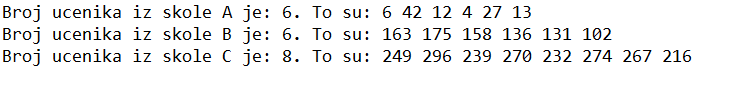 Broj ucenika iz skole A je: 6. To su: 6 42 12 4 27 13
Broj ucenika iz skole B je: 6. To su: 163 175 158 136 131 102
Broj ucenika iz skole C je: 8. To su: 249 296 239 270 232 274 267 216